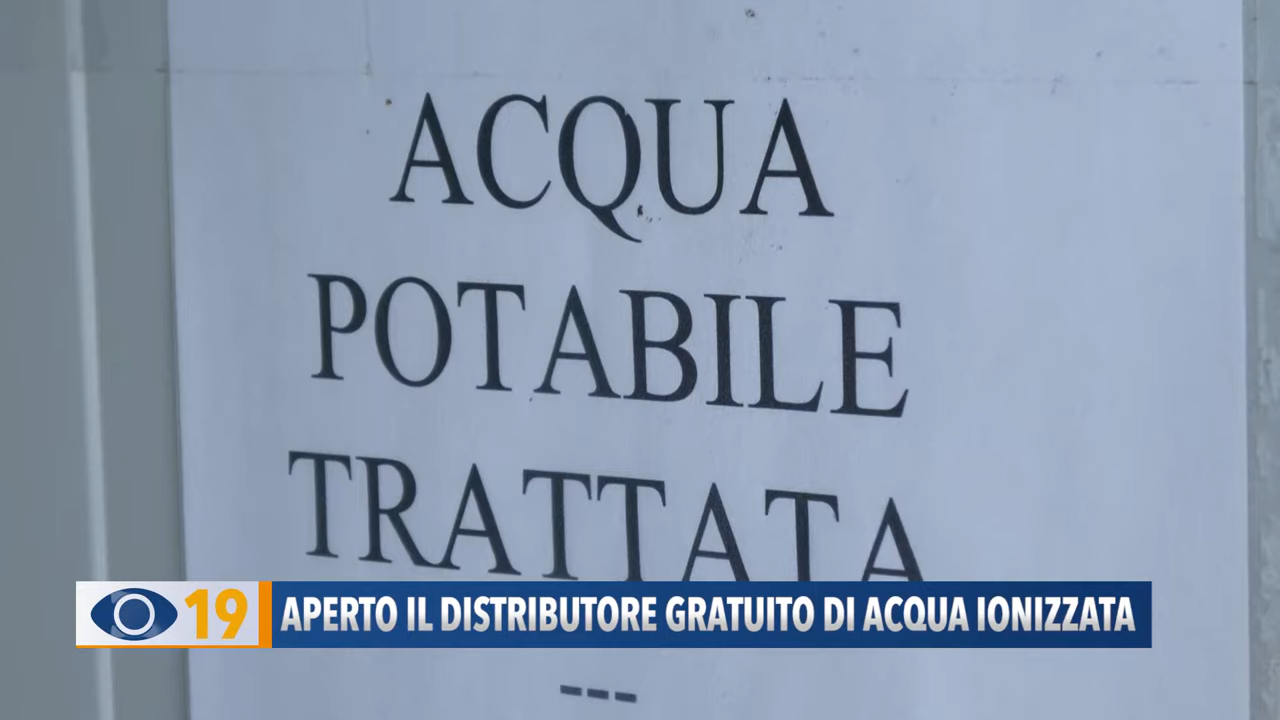 ACQUA
POTABILE
TRATTATA
19 APERTO IL DISTRIBUTORE GRATUITO DI ACQUA IONIZZATA
---